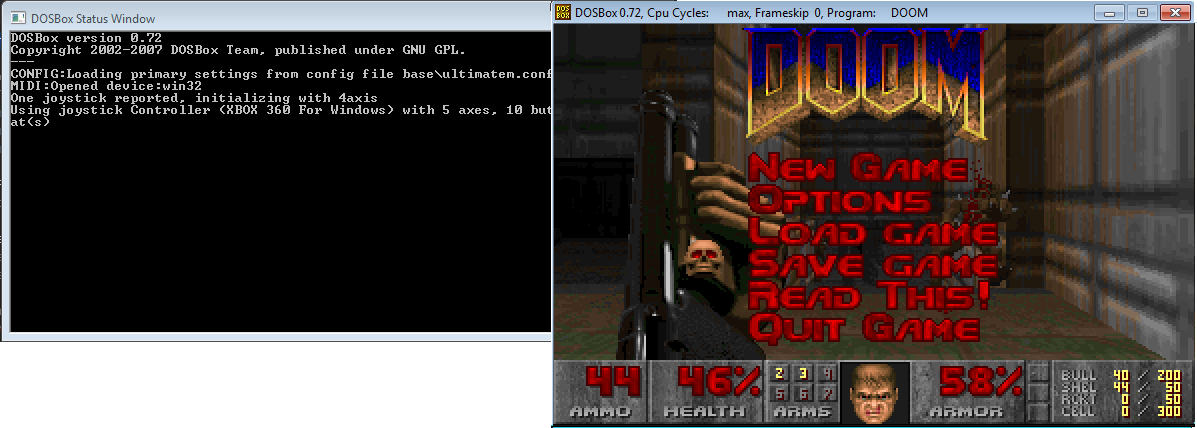 DOSBox Status Window
DOSBox version 0.72
Copyright 2002-2007 DOSBox Team, published under GNU GPL.
---
CONFIG:Loading primary settings from config file base\ultimatem.conf
MIDI:Opened device:win32
One joystick reported, initializing with 4axis
Using joystick Controller (XBOX 360 For Windows) with 5 axes, 10 but
at(s)
DOS BOX
DOSBox 0.72, Cpu Cycles: max, Frameskip 0, Program: DOOM
DOOM
New Game
Options
Load game
Save game
Read This!
Quit Game
44 46% 2 3 4 58%
5 6 7
AMMO HEALTH ARMS ARMOR
BULL 40 / 200
SHEL 44 / 50
RCKT 0 / 50
CELL 0 / 300